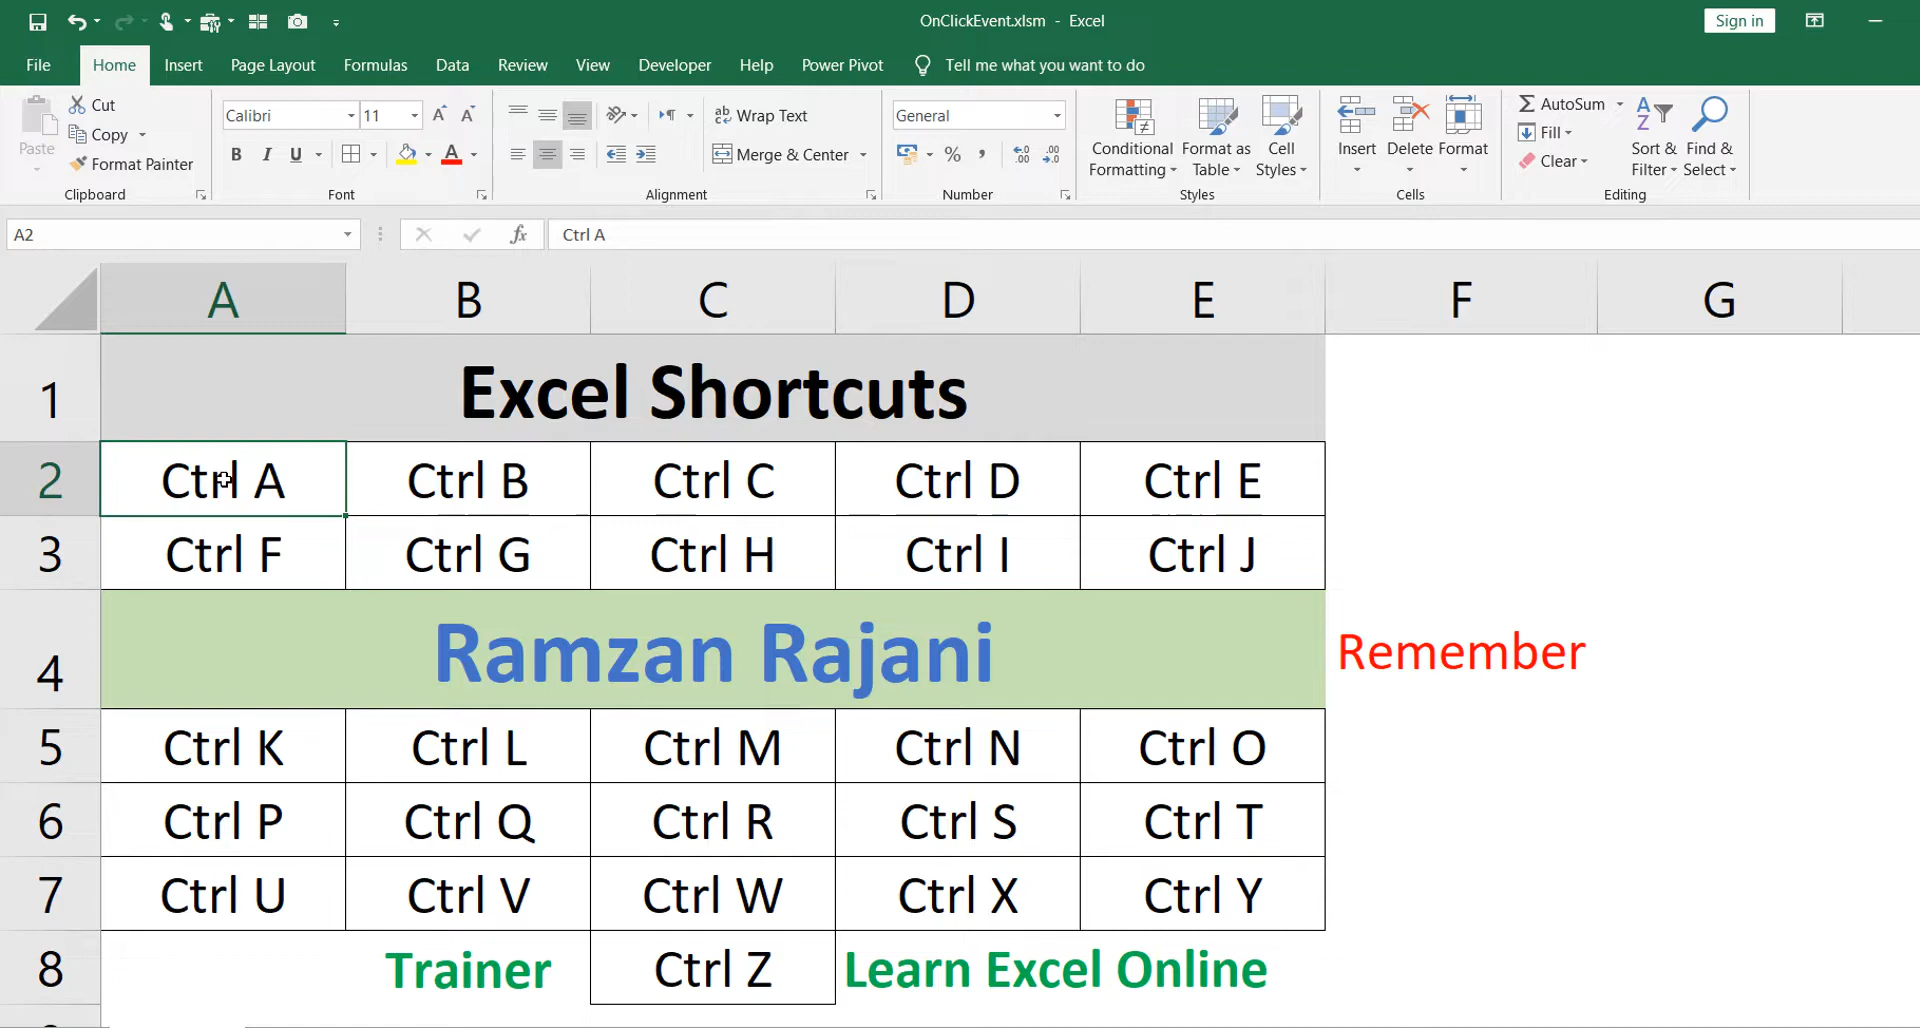 OnClickEvent.xlsm - Excel
Sign in
File Home Insert Page Layout Formulas Data Review View Developer Help Power Pivot Tell me what you want to do
Paste
Cut
Copy
Format Painter
Clipboard
Calibri 11
B I U
Font
Wrap Text
Merge & Center
Alignment
General
Number
Conditional Formatting
Format as Table
Cell Styles
Styles
Insert
Delete
Format
Cells
AutoSum
Fill
Clear
Sort & Filter
Find & Select
Editing
A2 fx Ctrl A
A B C D E F G
1 Excel Shortcuts
2 Ctrl A Ctrl B Ctrl C Ctrl D Ctrl E
3 Ctrl F Ctrl G Ctrl H Ctrl I Ctrl J
4 Ramzan Rajani Remember
5 Ctrl K Ctrl L Ctrl M Ctrl N Ctrl O
6 Ctrl P Ctrl Q Ctrl R Ctrl S Ctrl T
7 Ctrl U Ctrl V Ctrl W Ctrl X Ctrl Y
8 Trainer Ctrl Z Learn Excel Online